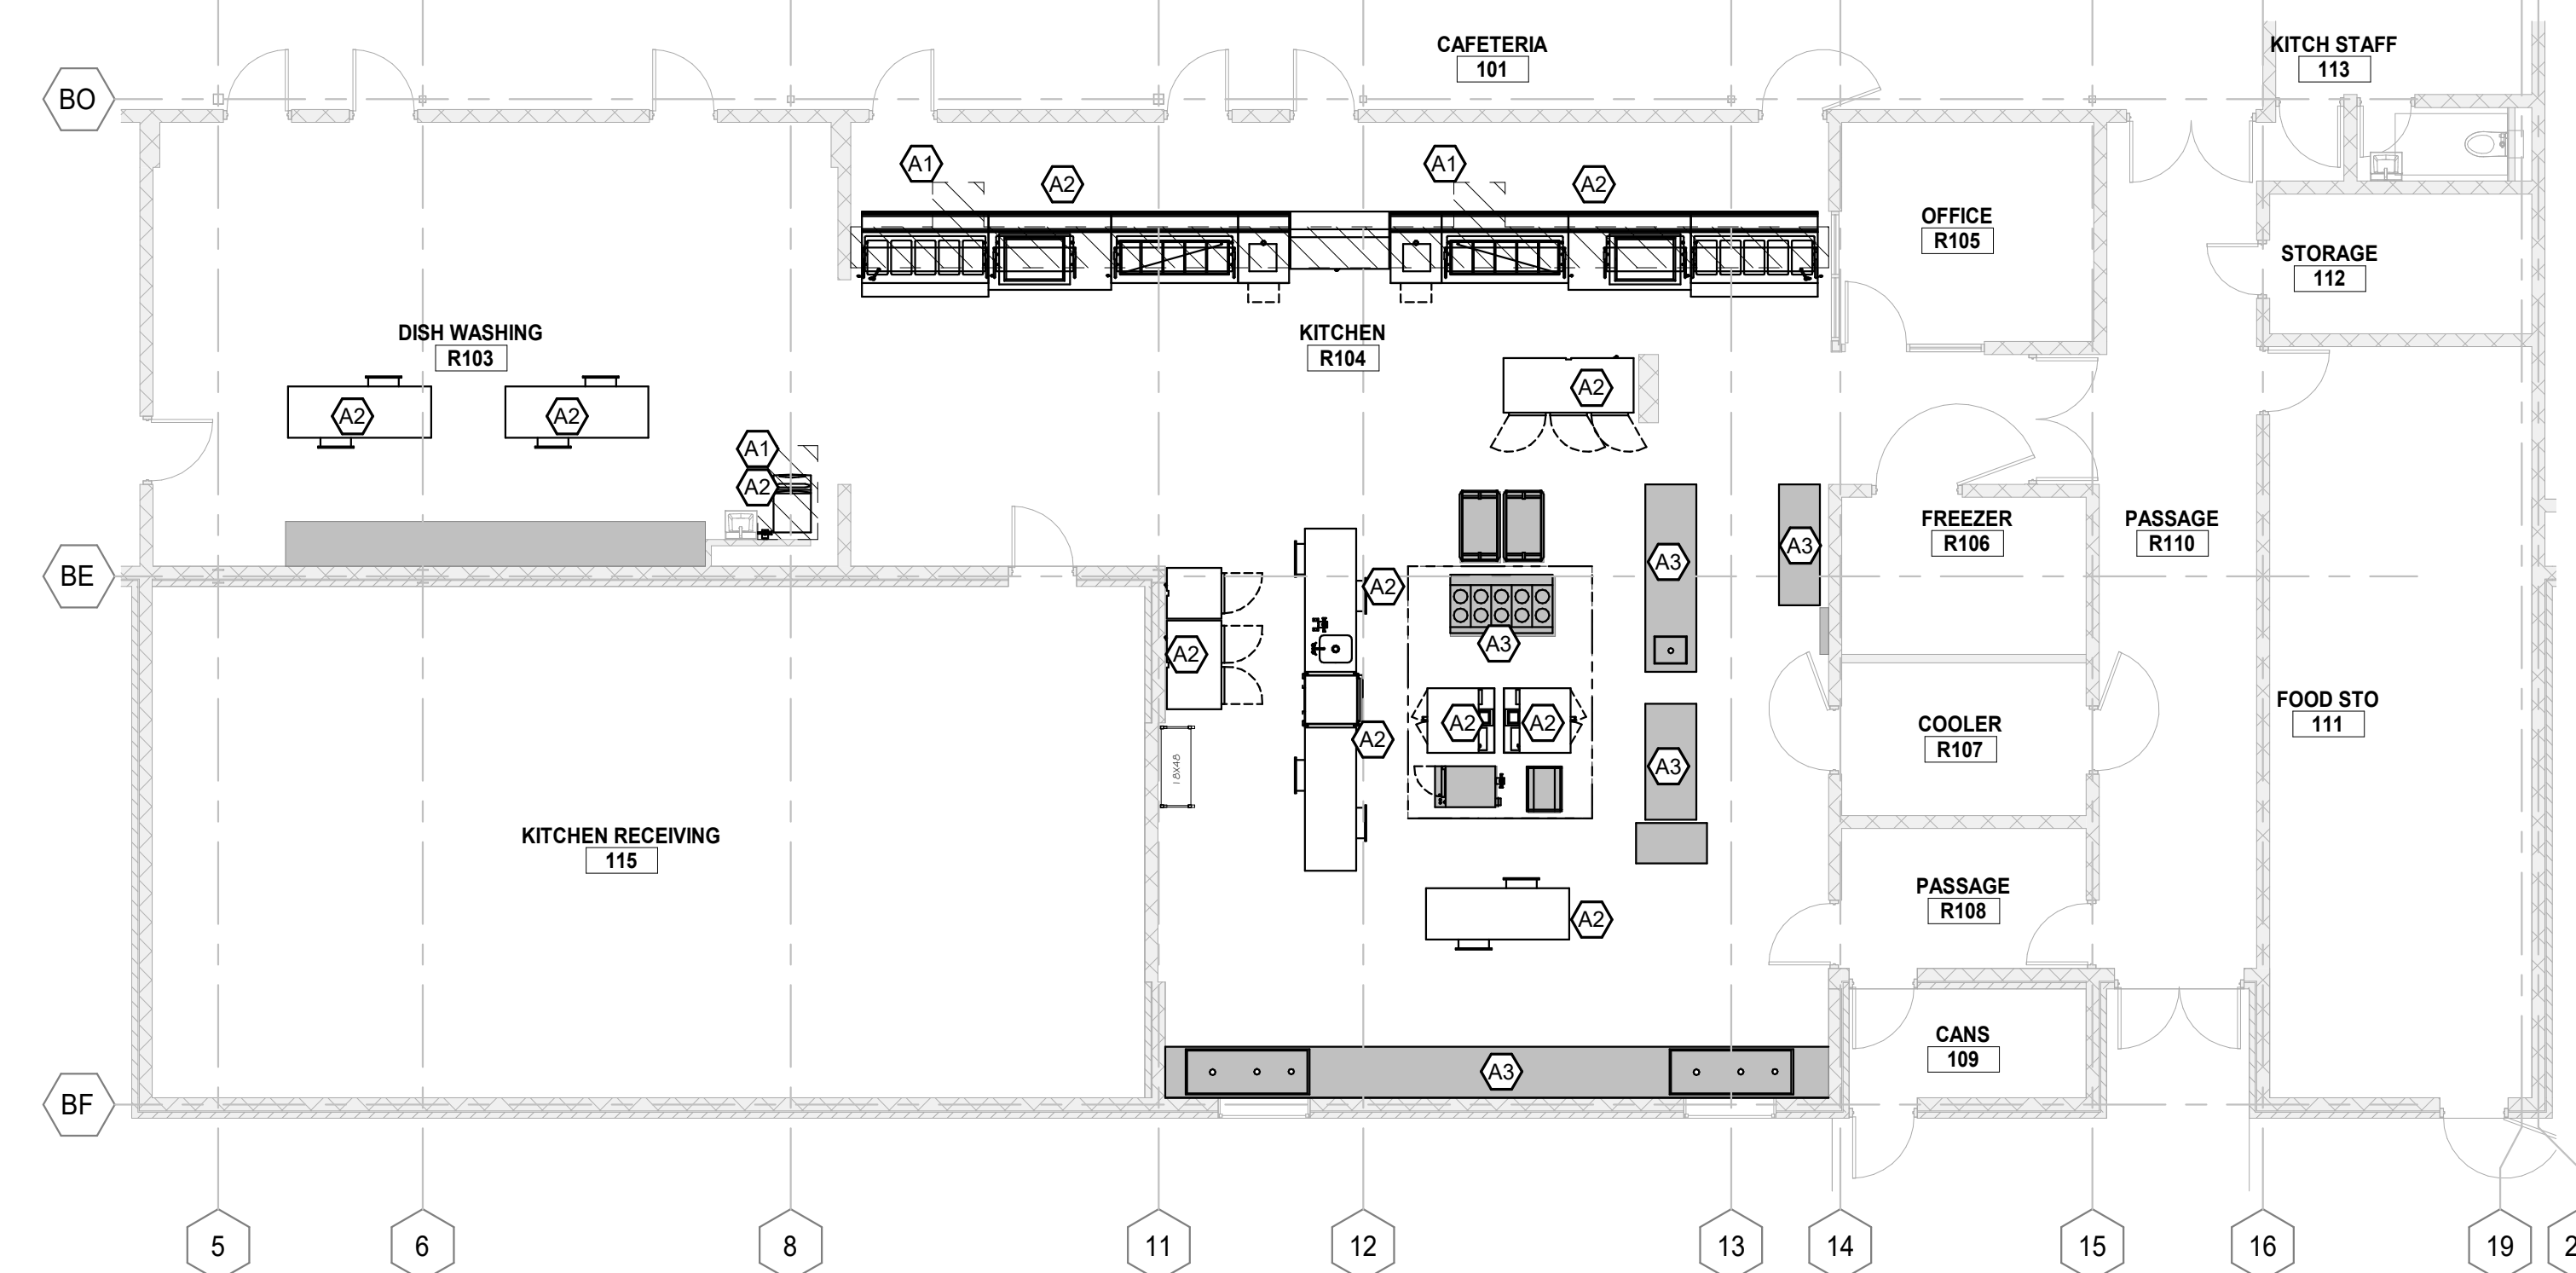 CAFETERIA
101
KITCH STAFF
113
BO
A1
A2
A1
A2
OFFICE
R105
STORAGE
112
DISH WASHING
R103
KITCHEN
R104
A2
A2
A2
A1
A2
FREEZER
R106
PASSAGE
R110
A3
A3
BE
A2
A3
A2
FOOD STO
111
COOLER
R107
A2
A2
A2
A3
18X48
KITCHEN RECEIVING
115
PASSAGE
R108
A2
CANS
109
A3
BF
5
6
8
11
12
13
14
15
16
19
2